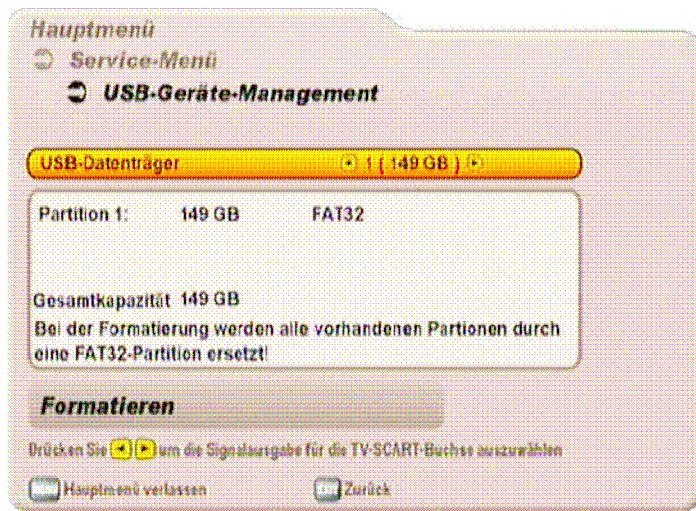 Hauptmenü
Service-Menü
USB-Geräte-Management
USB-Datenträger 1 ( 149 GB )
Partition 1: 149 GB FAT32
Gesamtkapazität 149 GB
Bei der Formatierung werden alle vorhandenen Partionen durch
eine FAT32-Partition ersetzt!
Formatieren
Drücken Sie um die Signalausgabe für die TV-SCART-Buchse auszuwählen
Hauptmenü verlassen Zurück